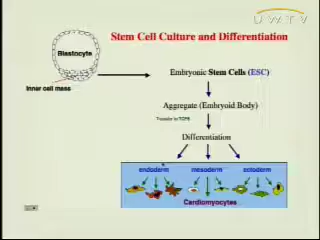 UWTV
Stem Cell Culture and Differentiation
Blastocyte
Inner cell mass
Embryonic Stem Cells (ESC)
Aggregate (Embryoid Body)
Transfer to TCPS
Differentiation
endoderm mesoderm ectoderm
Cardiomyocytes